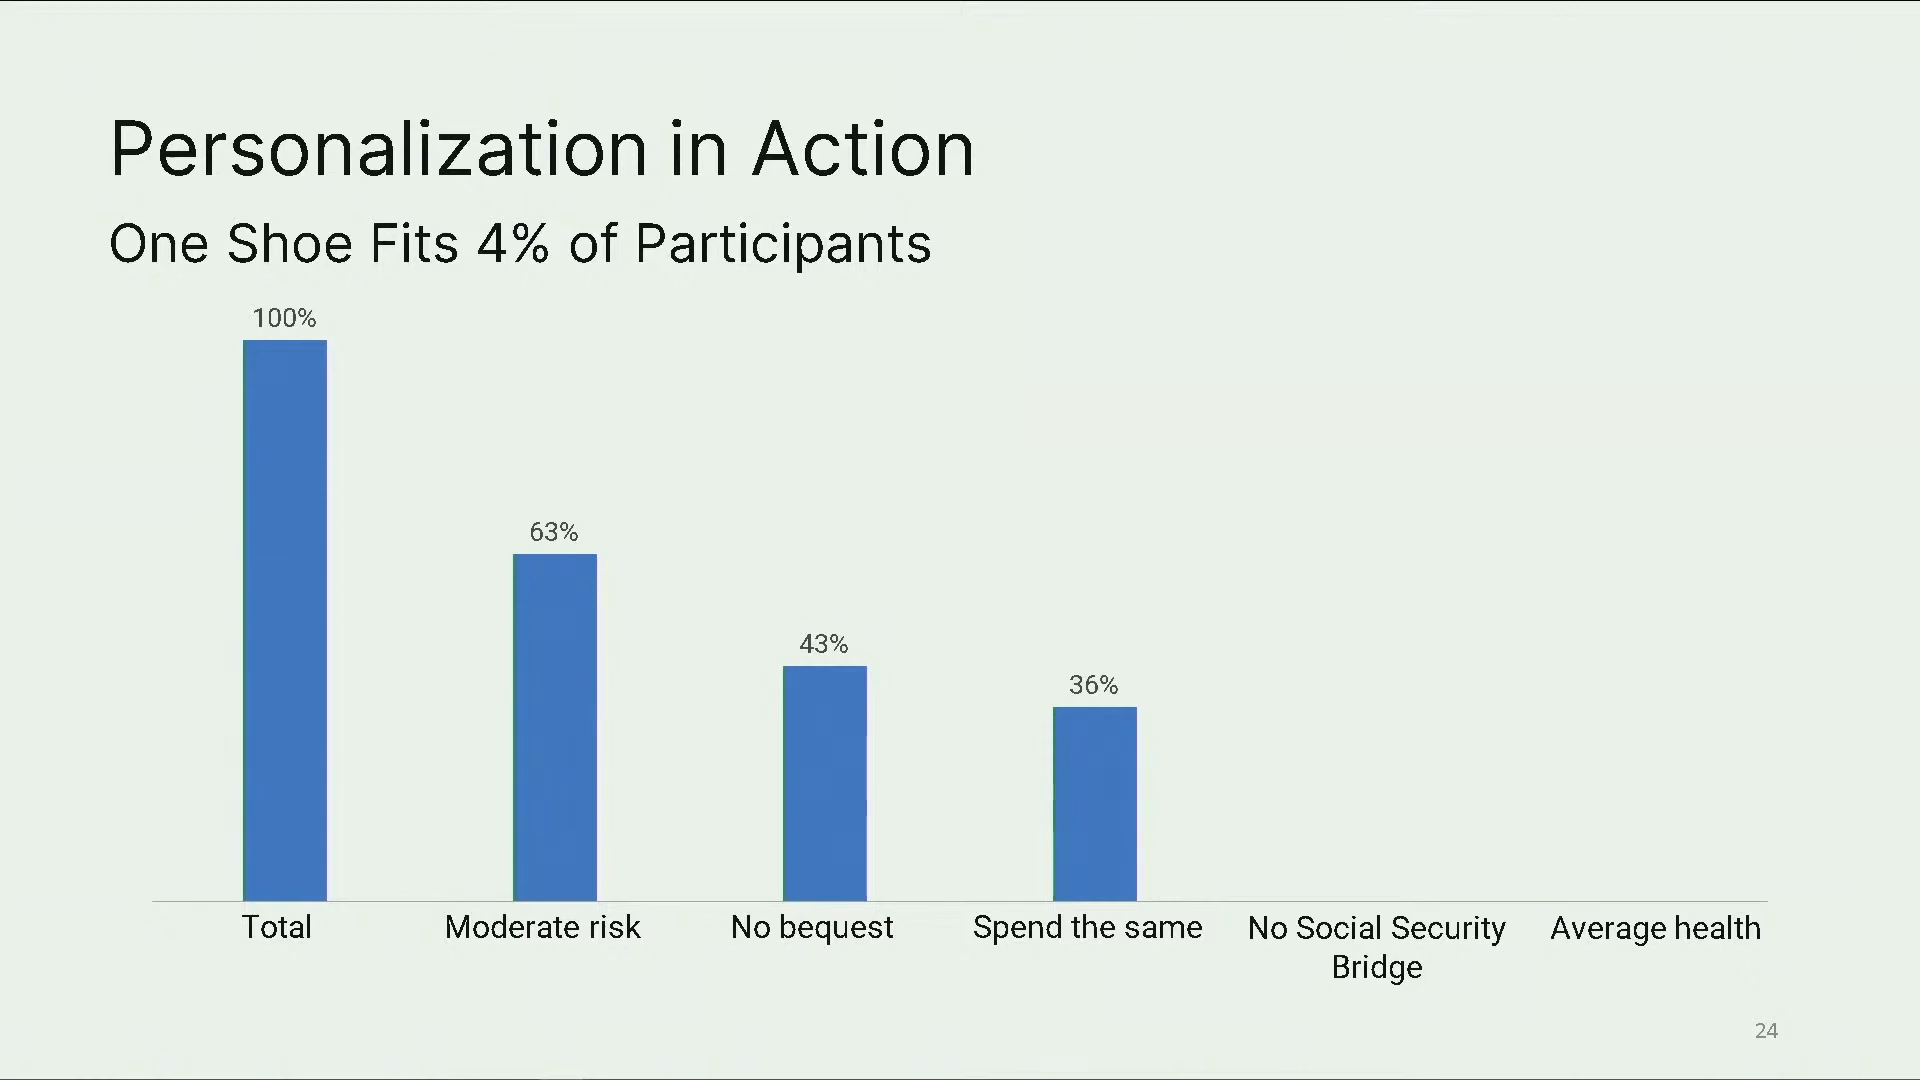 Personalization in Action
One Shoe Fits 4% of Participants
100%
63%
43%
36%
Total
Moderate risk
No bequest
Spend the same
No Social Security
Bridge
Average health
24